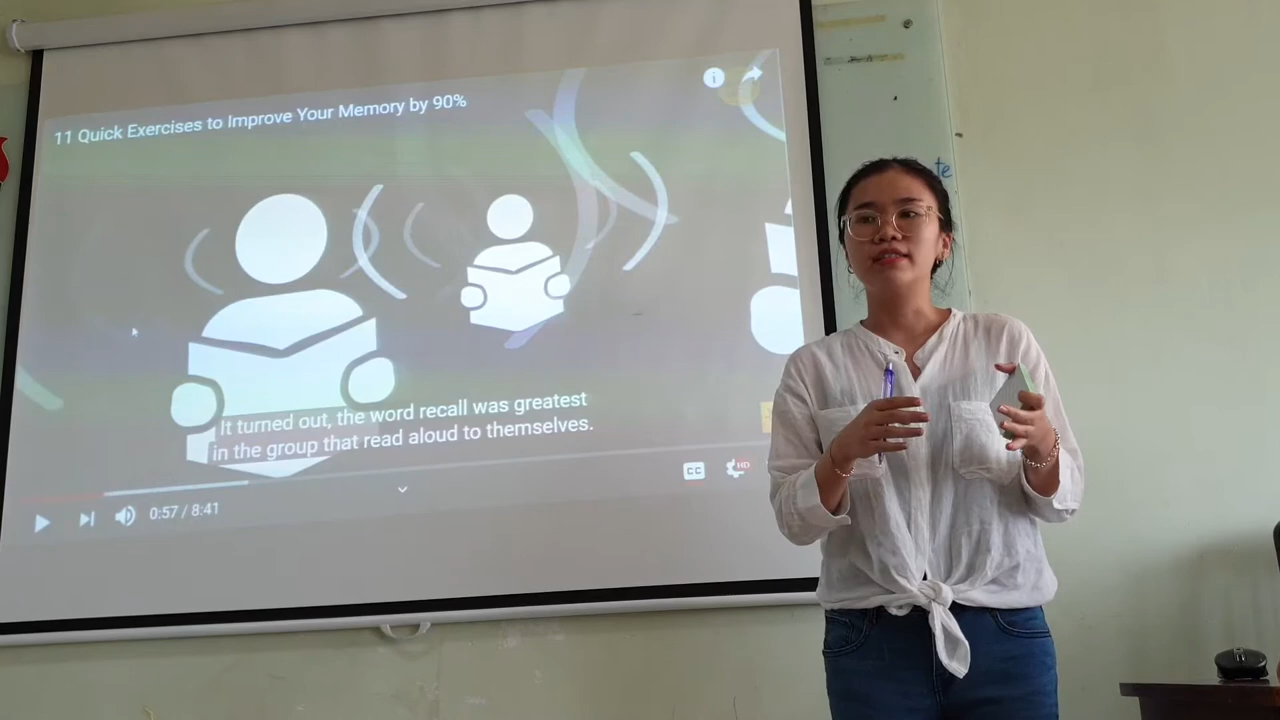 11 Quick Exercises to Improve Your Memory by 90%
It turned out, the word recall was greatest
in the group that read aloud to themselves.
CC
HD
0:57 / 8:41
te